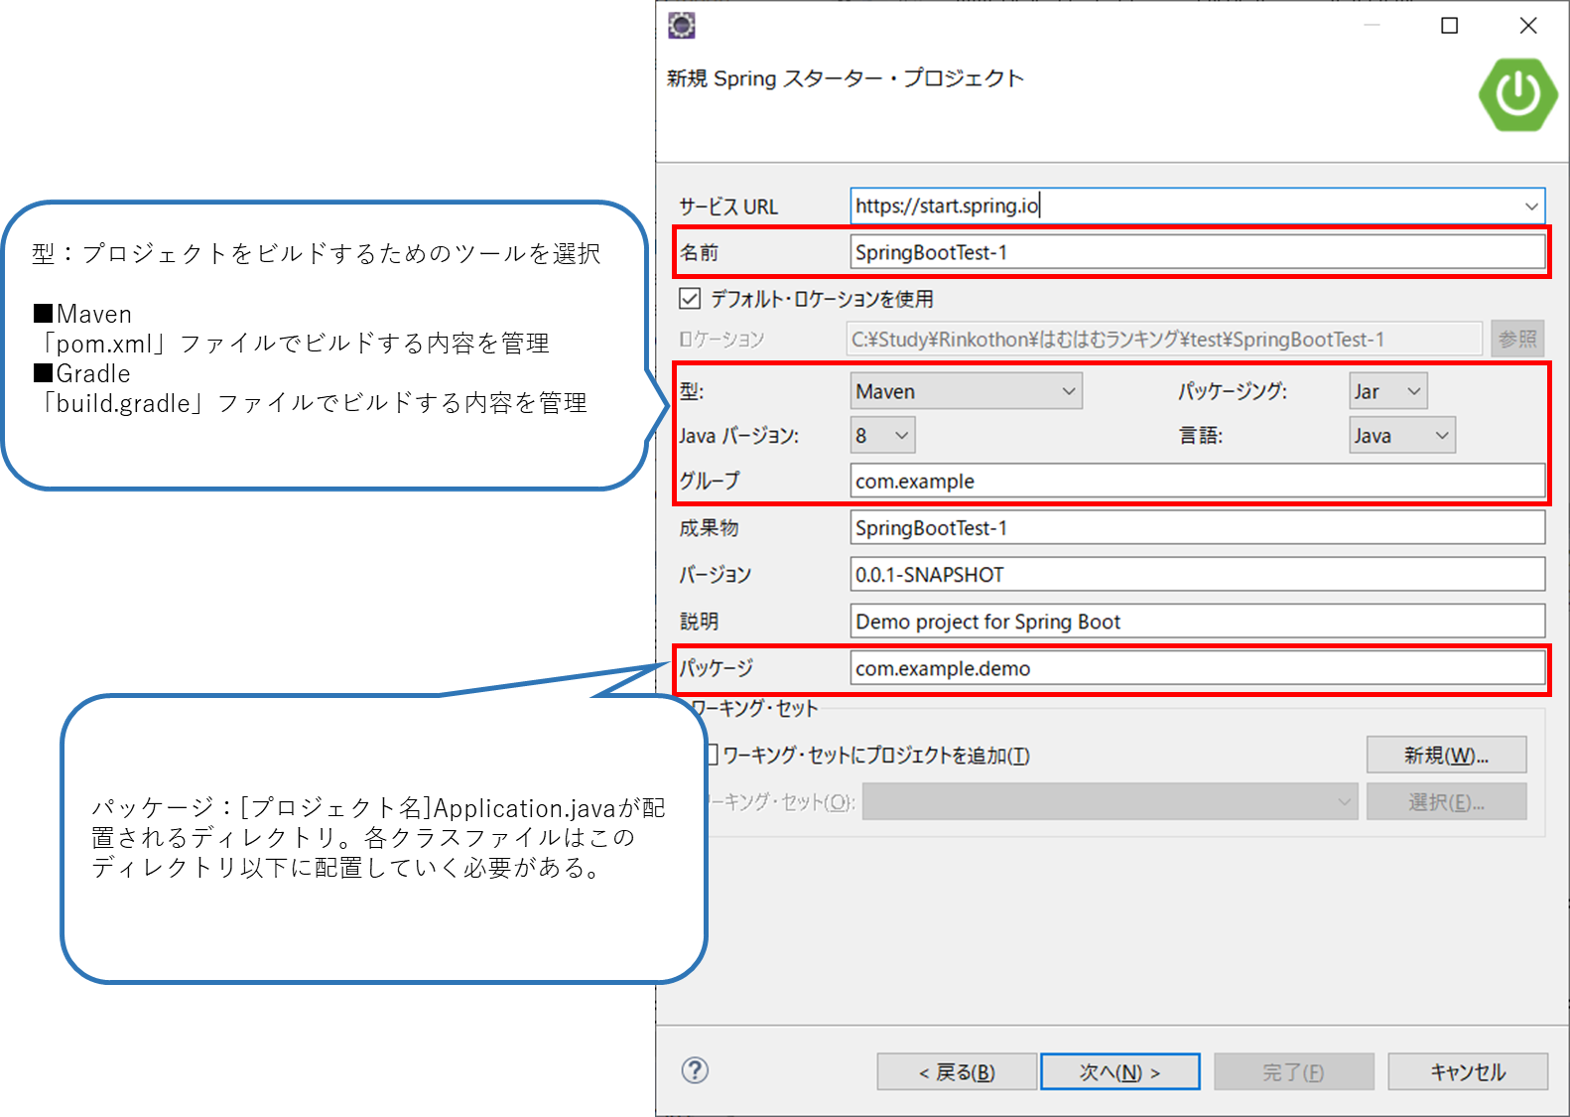 新規 Spring スターター・プロジェクト
サービス URL
https://start.spring.io
名前
SpringBootTest-1
デフォルト・ロケーションを使用
ロケーション
C:¥Study¥Rinkothon¥はむはむランキング¥test¥SpringBootTest-1
参照
型:
Maven
パッケージング:
Jar
Java バージョン:
8
言語:
Java
グループ
com.example
成果物
SpringBootTest-1
バージョン
0.0.1-SNAPSHOT
説明
Demo project for Spring Boot
パッケージ
com.example.demo
ワーキング・セット
ワーキング・セットにプロジェクトを追加(T)
新規(W)...
ーキング・セット(O):
選択(E)...
< 戻る(B)
次へ(N) >
完了(F)
キャンセル
型：プロジェクトをビルドするためのツールを選択
■Maven
「pom.xml」ファイルでビルドする内容を管理
■Gradle
「build.gradle」ファイルでビルドする内容を管理
パッケージ：[プロジェクト名]Application.javaが配
置されるディレクトリ。各クラスファイルはこの
ディレクトリ以下に配置していく必要がある。